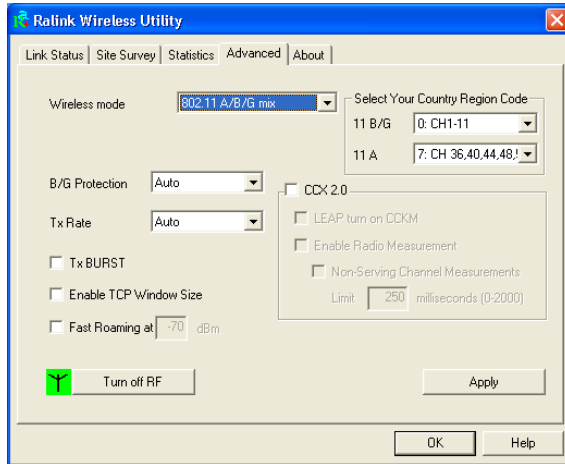 Ralink Wireless Utility
Link Status Site Survey Statistics Advanced About
Wireless mode 802.11 A/B/G mix
Select Your Country Region Code
11 B/G 0: CH1-11
11 A 7: CH 36,40,44,48,
B/G Protection Auto
CCX 2.0
Tx Rate Auto
LEAP turn on CCKM
Enable Radio Measurement
Tx BURST
Non-Serving Channel Measurements
Enable TCP Window Size
Limit 250 milliseconds (0-2000)
Fast Roaming at -70 dBm
Turn off RF
Apply
OK Help